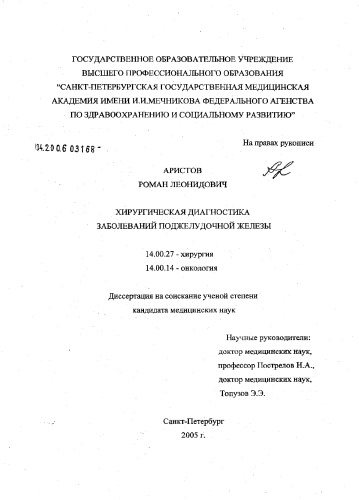 ГОСУДАРСТВЕННОЕ ОБРАЗОВАТЕЛЬНОЕ УЧРЕЖДЕНИЕ
ВЫСШЕГО ПРОФЕССИОНАЛЬНОГО ОБРАЗОВАНИЯ
"САНКТ-ПЕТЕРБУРГСКАЯ ГОСУДАРСТВЕННАЯ МЕДИЦИНСКАЯ
АКАДЕМИЯ ИМЕНИ И.И.МЕЧНИКОВА ФЕДЕРАЛЬНОГО АГЕНСТВА
ПО ЗДРАВООХРАНЕНИЮ И СОЦИАЛЬНОМУ РАЗВИТИЮ"
На правах рукописи
04.2006 03168-
АРИСТОВ
РОМАН ЛЕОНИДОВИЧ
ХИРУРГИЧЕСКАЯ ДИАГНОСТИКА
ЗАБОЛЕВАНИЙ ПОДЖЕЛУДОЧНОЙ ЖЕЛЕЗЫ
14.00.27 - хирургия
14.00.14 - онкология
Диссертация на соискание ученой степени
кандидата медицинских наук
Научные руководители:
доктор медицинских наук,
профессор Пострелов Н.А.,
доктор медицинских наук,
Топузов Э.Э.
Санкт-Петербург
2005 г.